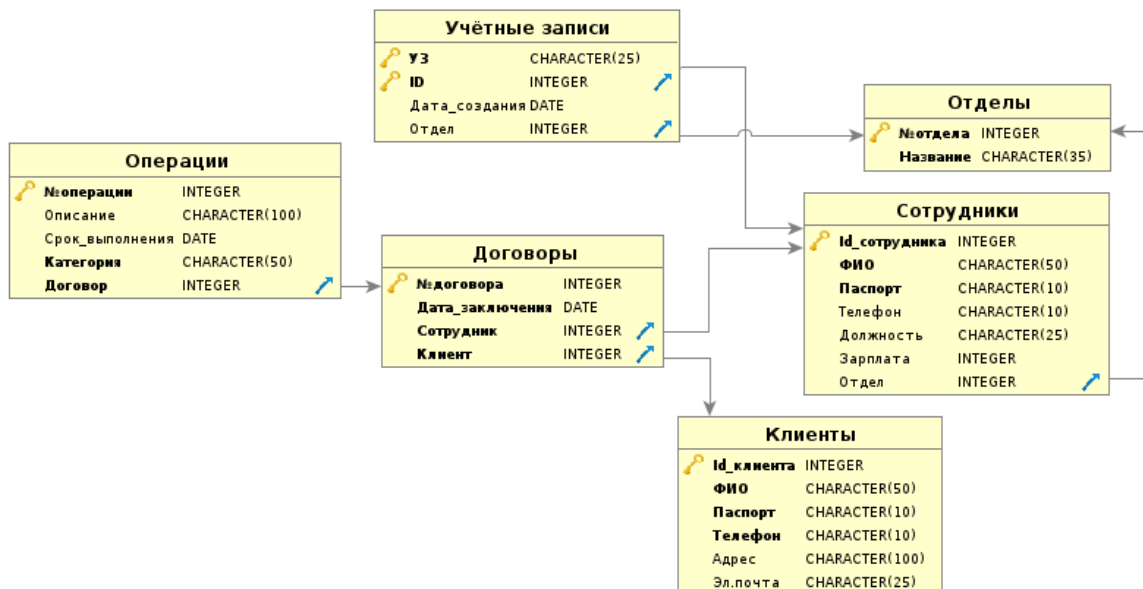 Учётные записи
УЗ CHARACTER(25)
ID INTEGER
Дата_создания DATE
Отдел INTEGER
Отделы
№отдела INTEGER
Название CHARACTER(35)
Операции
№операции INTEGER
Описание CHARACTER(100)
Срок_выполнения DATE
Категория CHARACTER(50)
Договор INTEGER
Договоры
№договора INTEGER
Дата_заключения DATE
Сотрудник INTEGER
Клиент INTEGER
Сотрудники
Id_сотрудника INTEGER
ФИО CHARACTER(50)
Паспорт CHARACTER(10)
Телефон CHARACTER(10)
Должность CHARACTER(25)
Зарплата INTEGER
Отдел INTEGER
Клиенты
Id_клиента INTEGER
ФИО CHARACTER(50)
Паспорт CHARACTER(10)
Телефон CHARACTER(10)
Адрес CHARACTER(100)
Эл.почта CHARACTER(25)